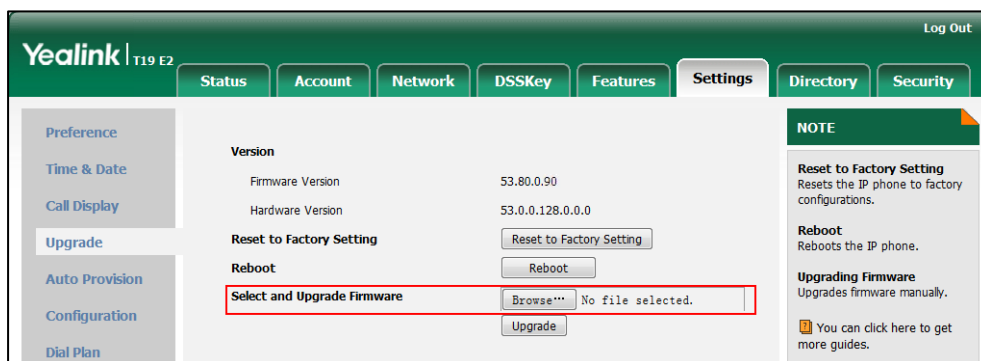 Log Out
Yealink T19 E2
Status Account Network DSSKey Features Settings Directory Security
Preference
Time & Date
Call Display
Upgrade
Auto Provision
Configuration
Dial Plan
Version
Firmware Version 53.80.0.90
Hardware Version 53.0.0.128.0.0.0
Reset to Factory Setting Reset to Factory Setting
Reboot Reboot
Select and Upgrade Firmware Browse··· No file selected.
Upgrade
NOTE
Reset to Factory Setting
Resets the IP phone to factory
configurations.
Reboot
Reboots the IP phone.
Upgrading Firmware
Upgrades firmware manually.
You can click here to get
more guides.